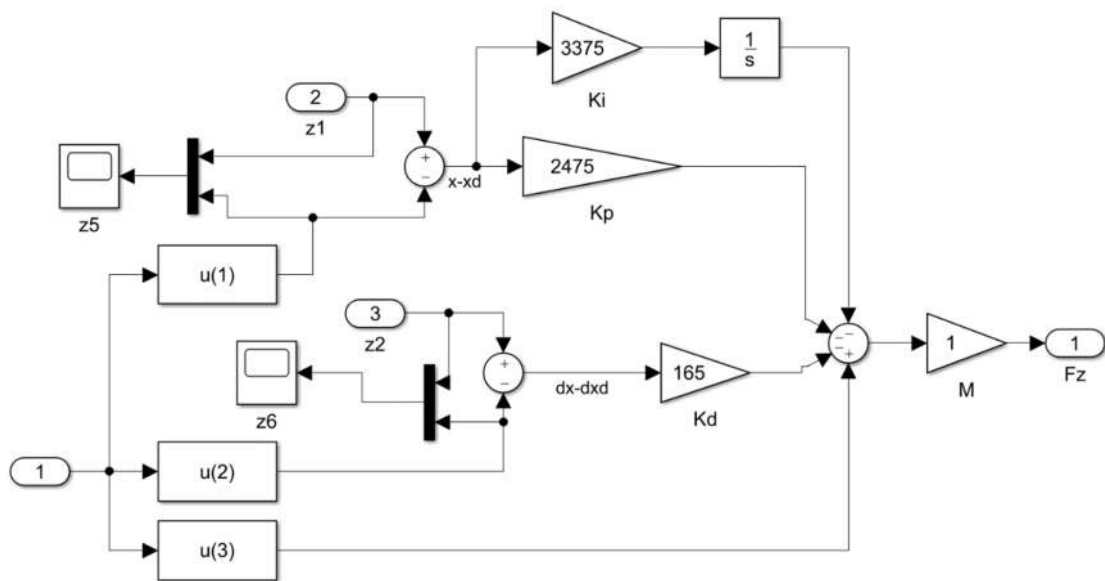 3375
1
s
Ki
2
z1
+
−
x-xd
2475
Kp
z5
u(1)
3
z2
+
−
dx-dxd
165
Kd
z6
−
−
−
+
1
M
1
Fz
1
u(2)
u(3)